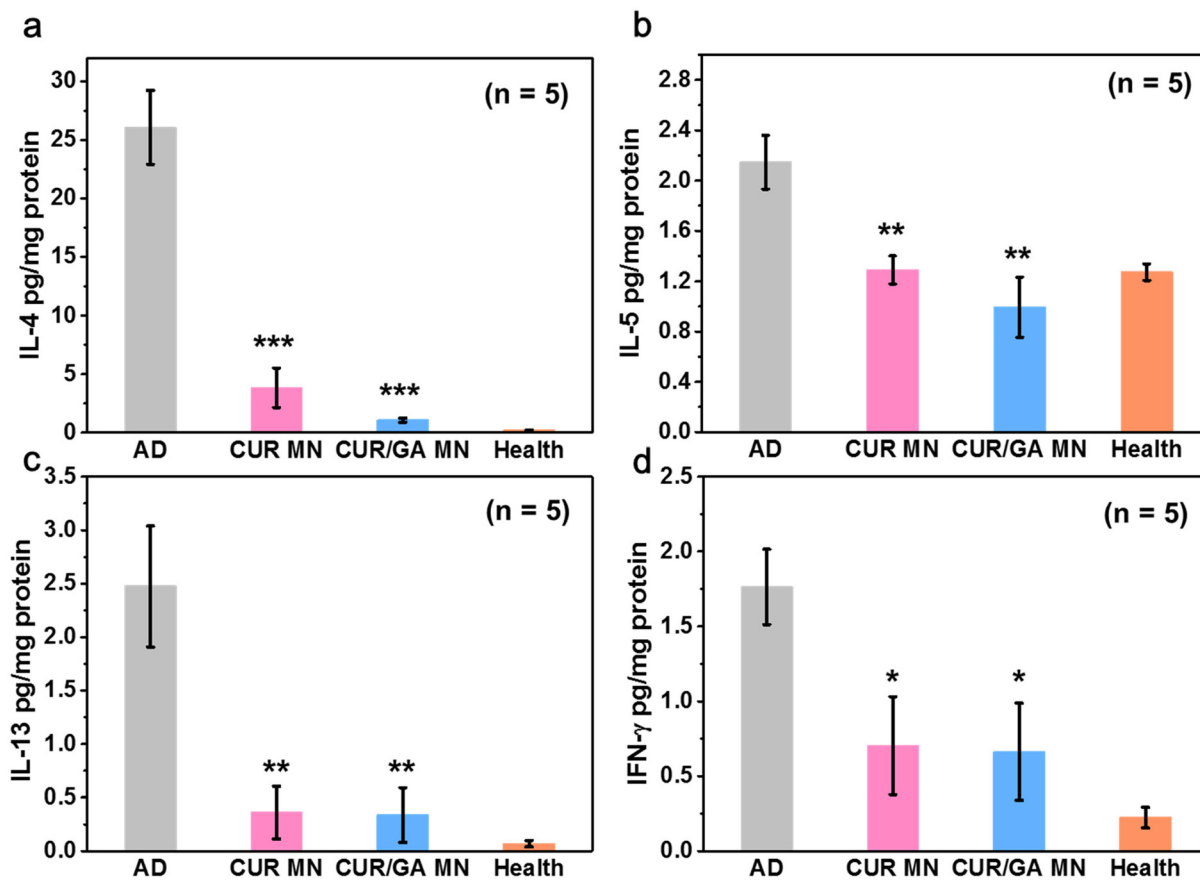 a
(n = 5)
IL-4 pg/mg protein
30
25
20
15
10
5
0
***
***
AD CUR MN CUR/GA MN Health
b
(n = 5)
IL-5 pg/mg protein
2.8
2.4
2.0
1.6
1.2
0.8
0.4
0.0
**
**
AD CUR MN CUR/GA MN Health
c
(n = 5)
IL-13 pg/mg protein
3.5
3.0
2.5
2.0
1.5
1.0
0.5
0.0
**
**
AD CUR MN CUR/GA MN Health
d
(n = 5)
IFN-γ pg/mg protein
2.5
2.0
1.5
1.0
0.5
0.0
*
*
AD CUR MN CUR/GA MN Health